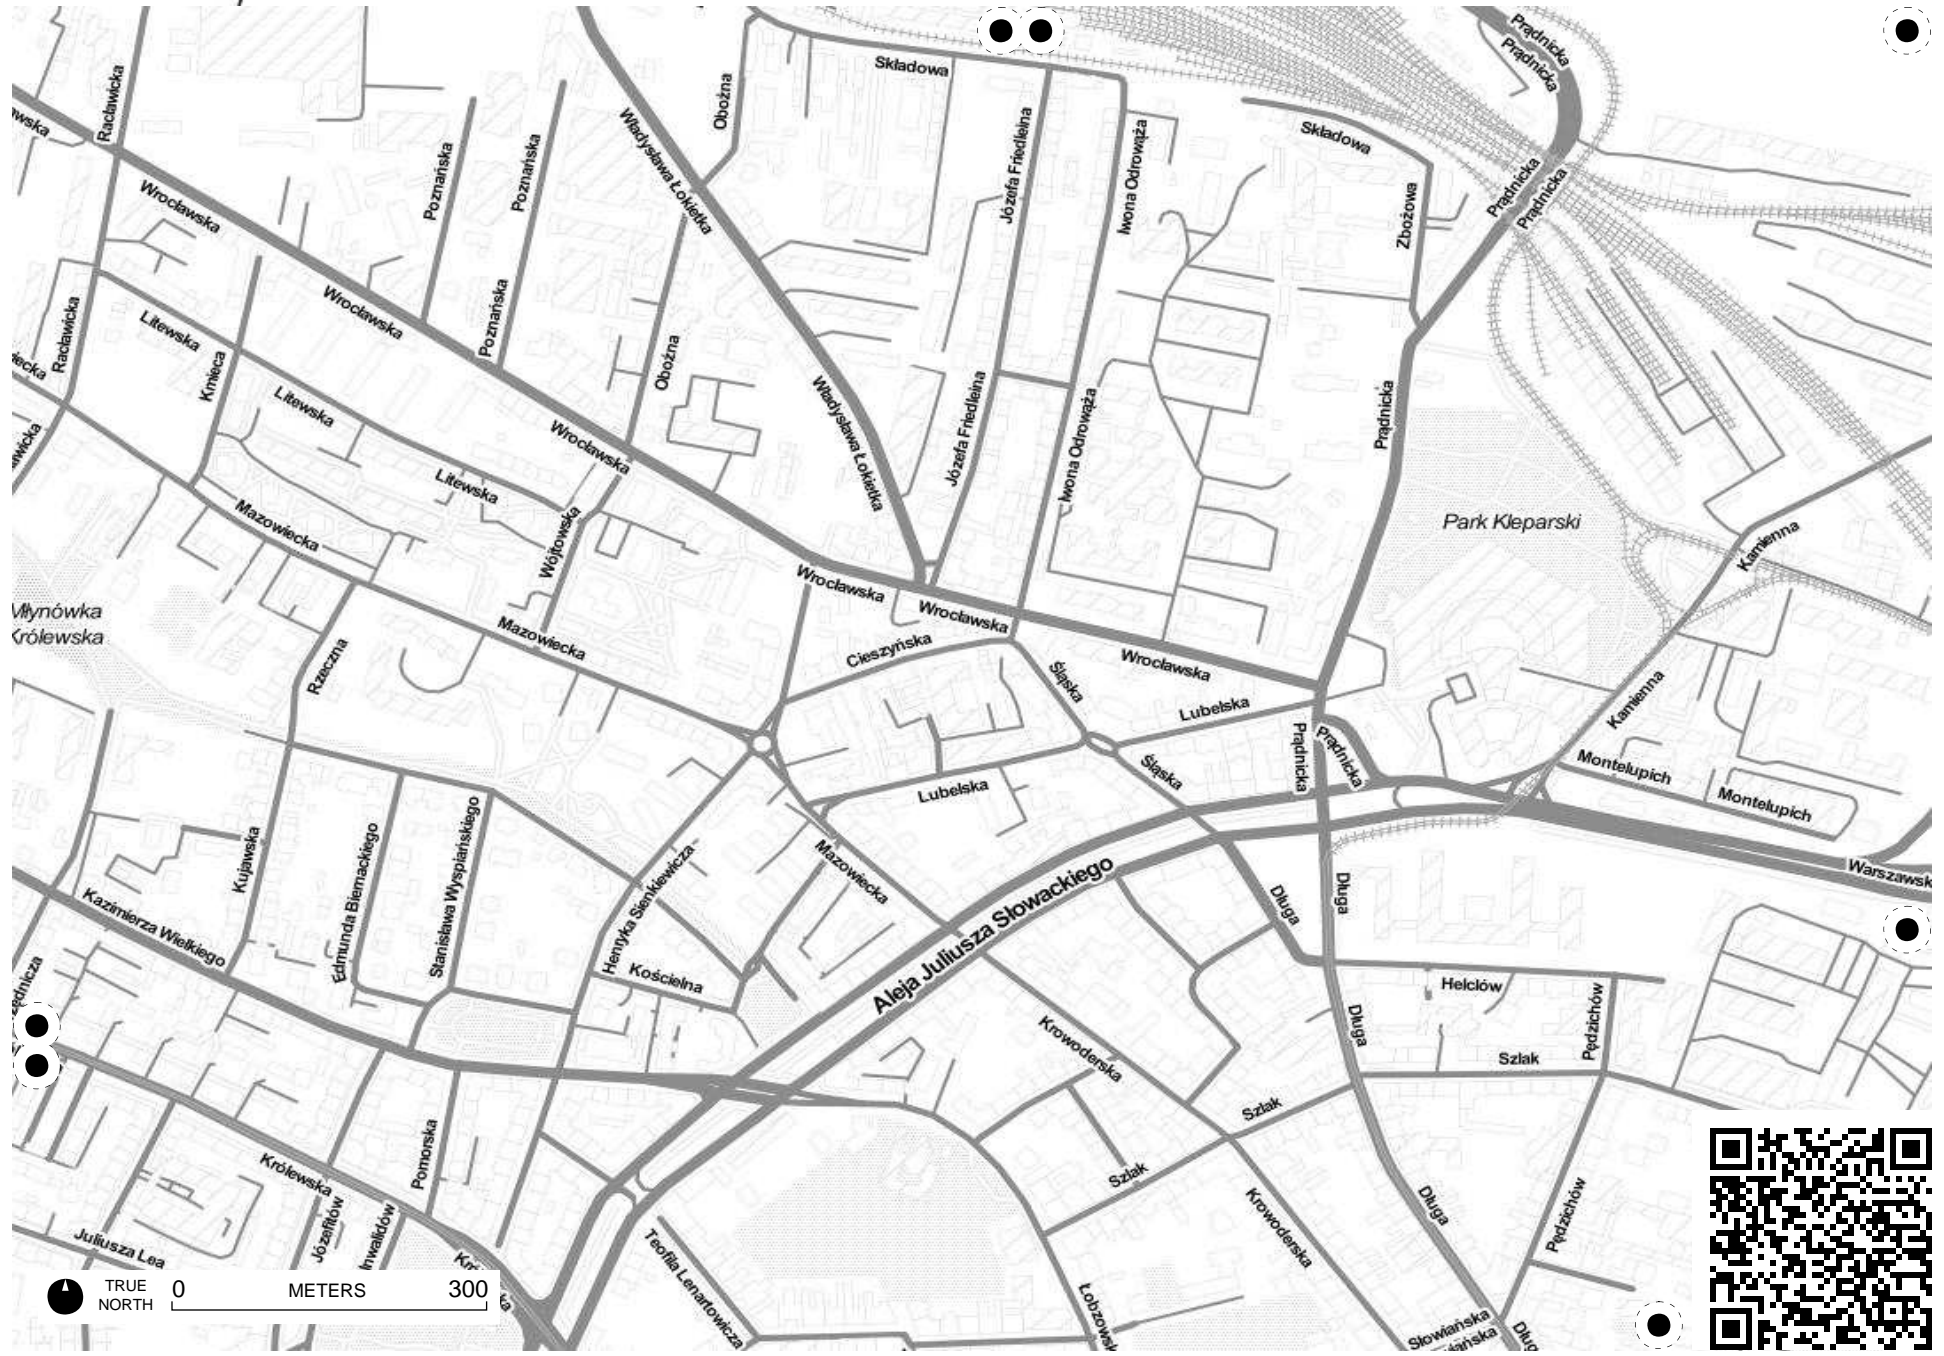 Prądnicka
Prądnicka
Składowa
Racławicka
Obożna
Władysława Łokietka
Józefa Friedleina
Iwona Odrowąża
Składowa
Poznańska
Poznańska
Wrocławska
Prądnicka
Prądnicka
Zbożowa
Racławicka
Litewska
Wrocławska
Poznańska
Kmieca
Obożna
Litewska
Władysława Łokietka
Józefa Friedleina
Iwona Odrowąża
Prądnicka
Wrocławska
Litewska
Mazowiecka
Wójtowska
Park Kleparski
Kamienna
Wrocławska
Wrocławska
Młynówka
Królewska
Mazowiecka
Cieszyńska
Rzeczna
Śląska
Wrocławska
Lubelska
Kamienna
Prądnicka
Prądnicka
Śląska
Montelupich
Montelupich
Lubelska
Kujawska
Edmunda Biernackiego
Stanisława Wyspiańskiego
Henryka Sienkiewicza
Mazowiecka
Warszawsk
Kazimierza Wielkiego
Aleja Juliusza Słowackiego
Długa
Długa
Kościelna
Helclów
Pędzichów
Długa
Krowoderska
Szlak
Szlak
Pomorska
Szlak
Królewska
Józefitów
Inwalidów
Juliusza Lea
Teofila Lenartowicza
Krowoderska
Długa
Pędzichów
Łobzowsk
Słowiańska
TRUE
NORTH
0 METERS 300